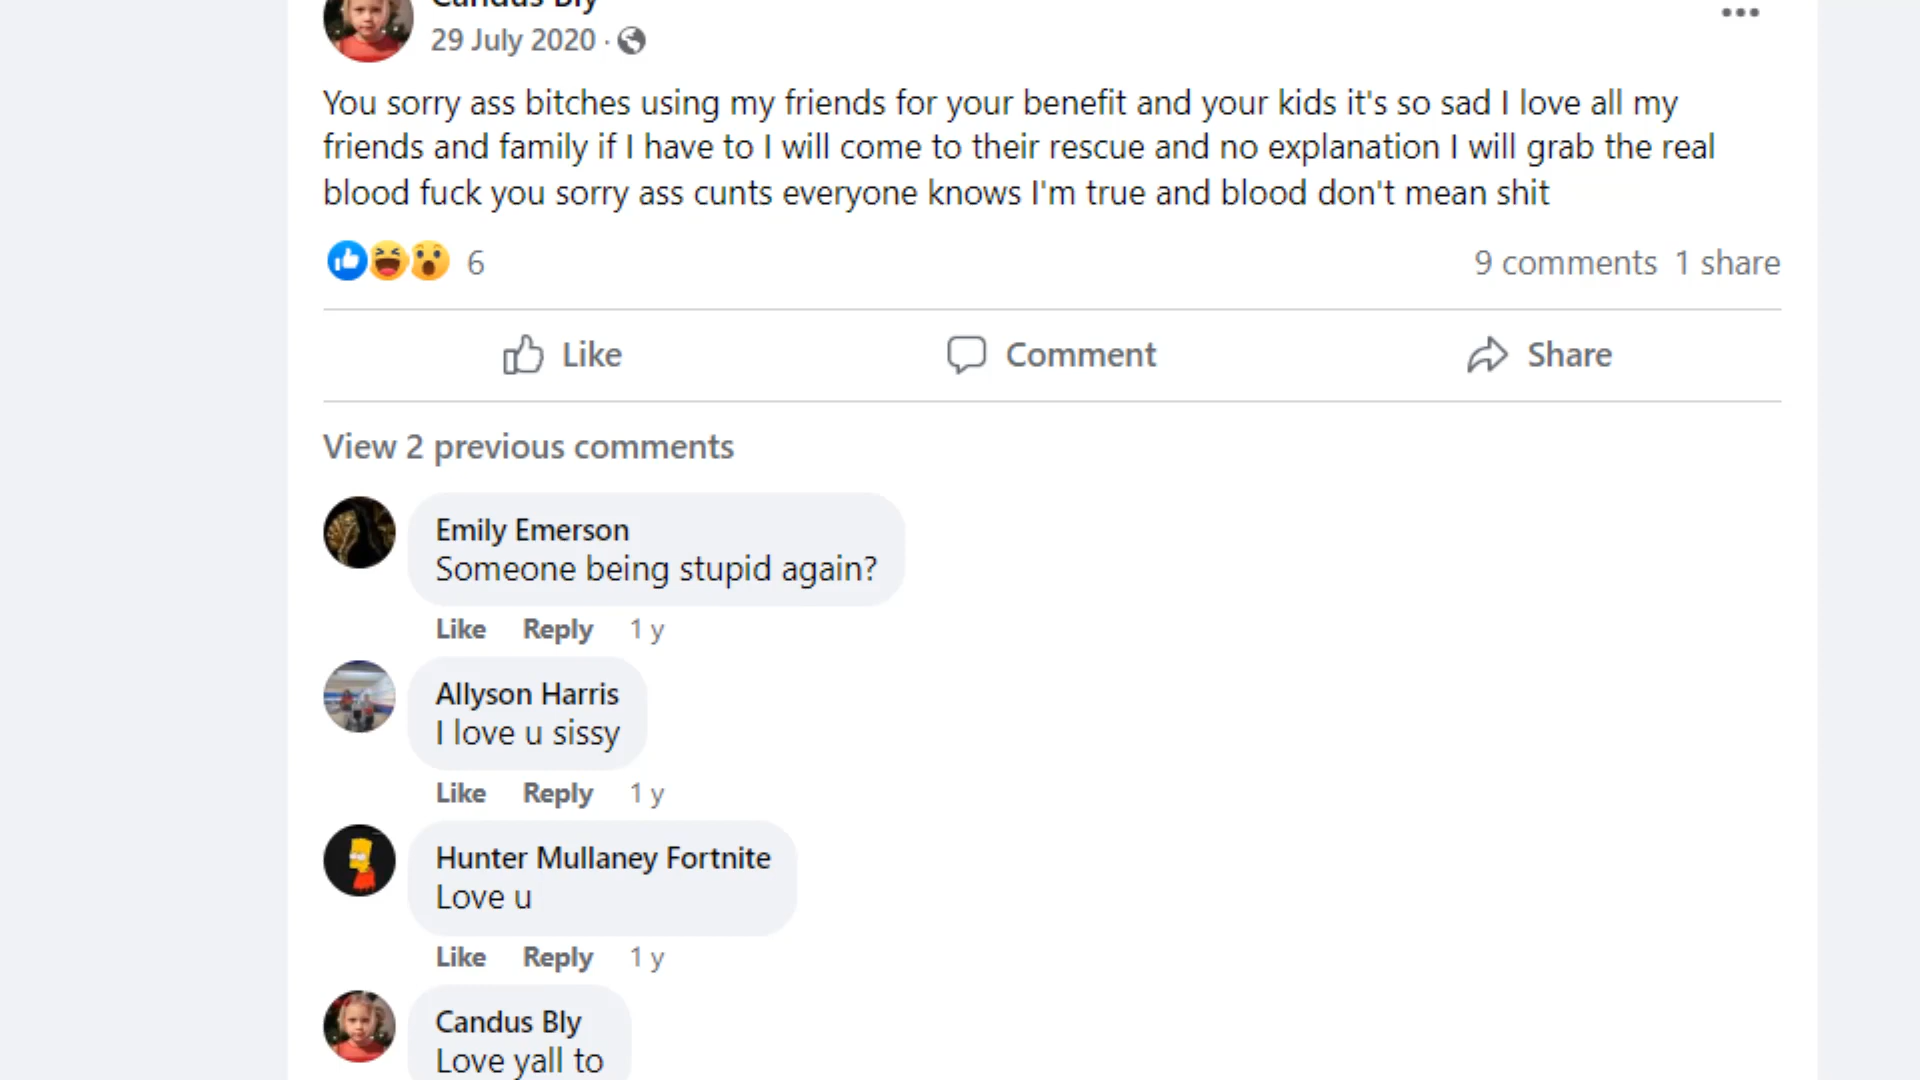 Candus Bly
29 July 2020 ·
You sorry ass bitches using my friends for your benefit and your kids it's so sad I love all my
friends and family if I have to I will come to their rescue and no explanation I will grab the real
blood fuck you sorry ass cunts everyone knows I'm true and blood don't mean shit
6
9 comments 1 share
Like Comment Share
View 2 previous comments
Emily Emerson
Someone being stupid again?
Like Reply 1 y
Allyson Harris
I love u sissy
Like Reply 1 y
Hunter Mullaney Fortnite
Love u
Like Reply 1 y
Candus Bly
Love yall to